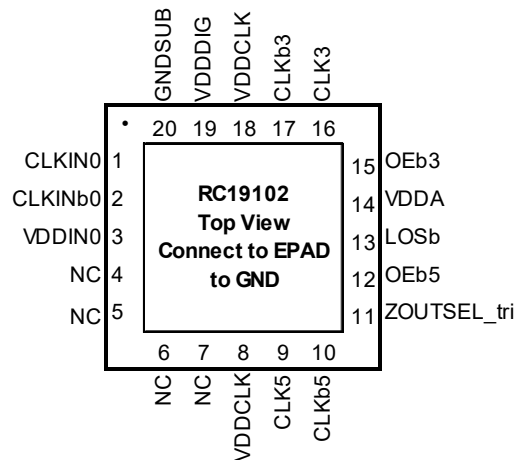 GNDSUB VDDDIG VDDCLK CLKb3 CLK3
20 19 18 17 16
CLKIN0 1
CLKINb0 2
VDDIN0 3
NC 4
NC 5
RC19102
Top View
Connect to EPAD
to GND
15 OEb3
14 VDDA
13 LOSb
12 OEb5
11 ZOUTSEL_tri
6 7 8 9 10
NC NC VDDCLK CLK5 CLKb5